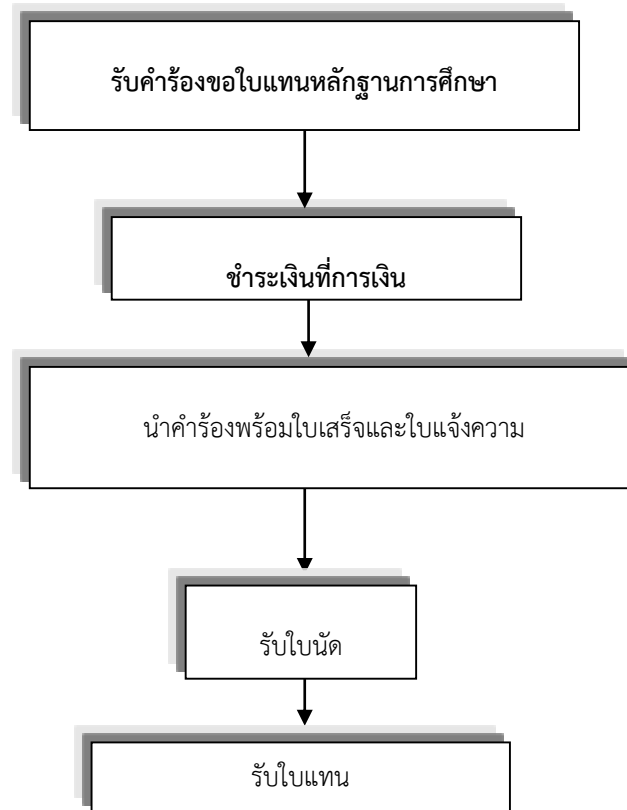 รับคำร้องขอใบแทนหลักฐานการศึกษา
ชำระเงินที่การเงิน
นำคำร้องพร้อมใบเสร็จและใบแจ้งความ
รับใบนัด
รับใบแทน